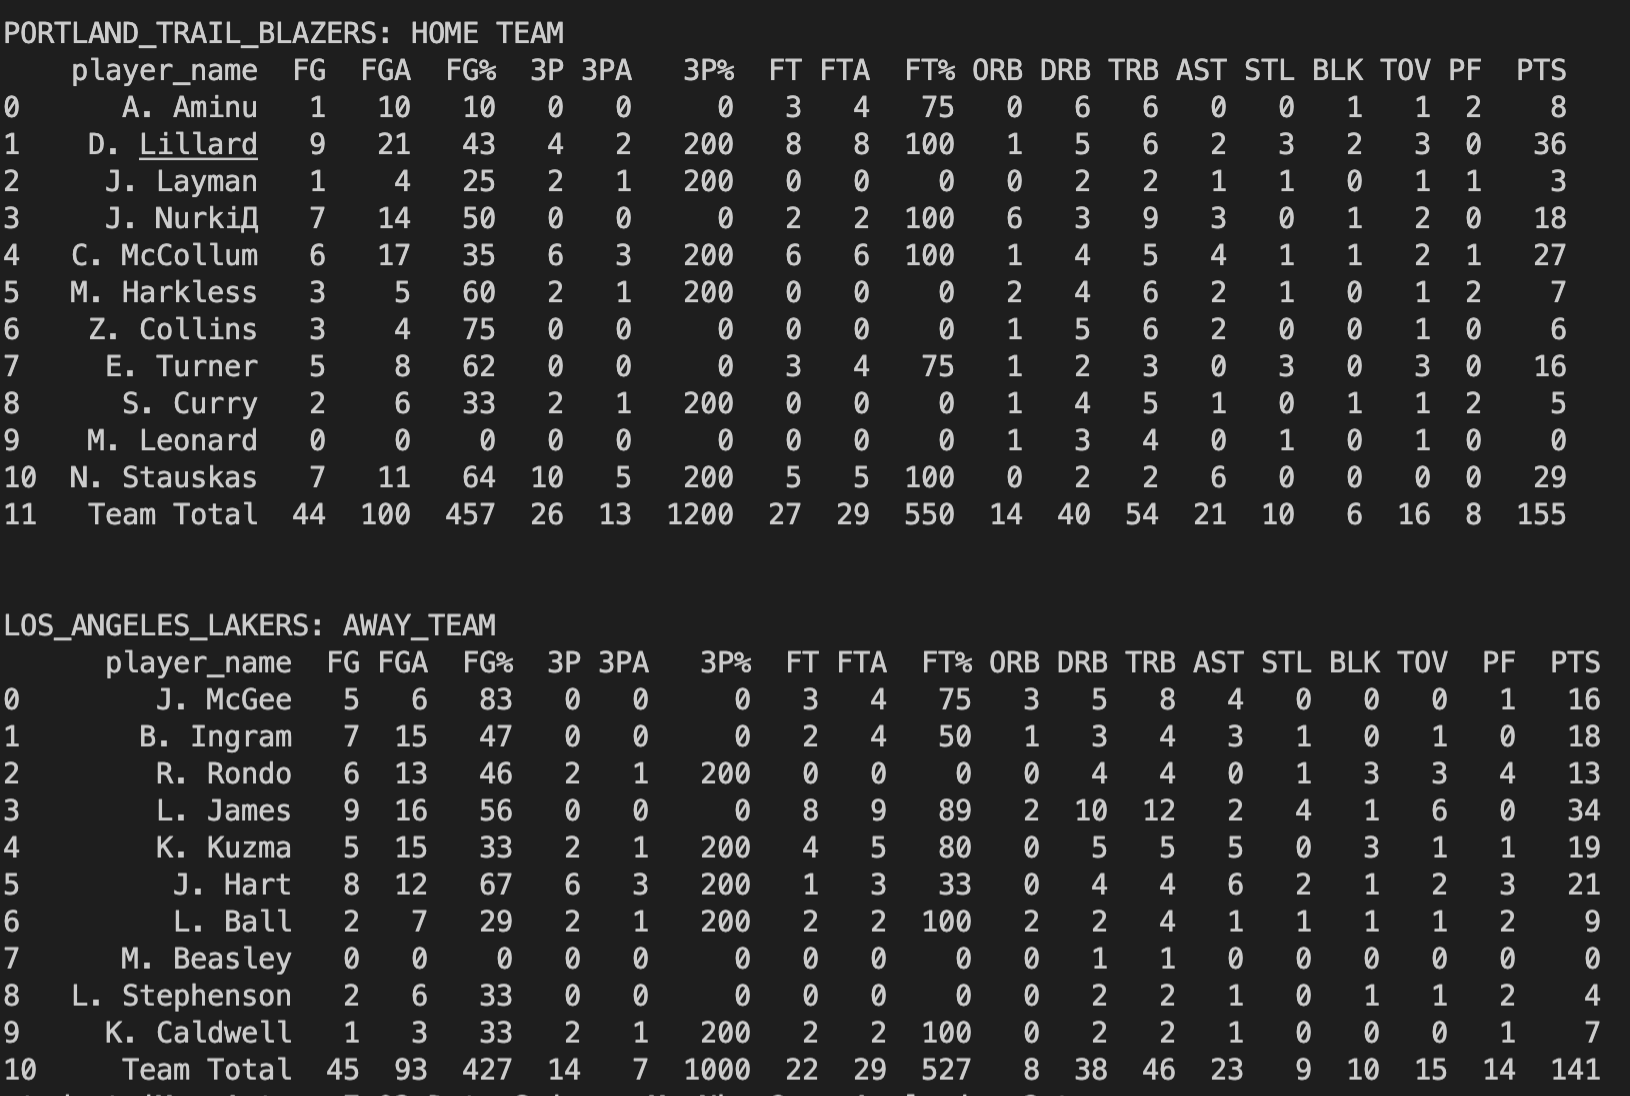 PORTLAND_TRAIL_BLAZERS: HOME TEAM
player_name FG FGA FG% 3P 3PA 3P% FT FTA FT% ORB DRB TRB AST STL BLK TOV PF PTS
0 A. Aminu 1 10 10 0 0 0 3 4 75 0 6 6 0 0 1 1 2 8
1 D. Lillard 9 21 43 4 2 200 8 8 100 1 5 6 2 3 2 3 0 36
2 J. Layman 1 4 25 2 1 200 0 0 0 0 2 2 1 1 0 1 1 3
3 J. NurkiД 7 14 50 0 0 0 2 2 100 6 3 9 3 0 1 2 0 18
4 C. McCollum 6 17 35 6 3 200 6 6 100 1 4 5 4 1 1 2 1 27
5 M. Harkless 3 5 60 2 1 200 0 0 0 2 4 6 2 1 0 1 2 7
6 Z. Collins 3 4 75 0 0 0 0 0 0 1 5 6 2 0 0 1 0 6
7 E. Turner 5 8 62 0 0 0 3 4 75 1 2 3 0 3 0 3 0 16
8 S. Curry 2 6 33 2 1 200 0 0 0 1 4 5 1 0 1 1 2 5
9 M. Leonard 0 0 0 0 0 0 0 0 0 1 3 4 0 1 0 1 0 0
10 N. Stauskas 7 11 64 10 5 200 5 5 100 0 2 2 6 0 0 0 0 29
11 Team Total 44 100 457 26 13 1200 27 29 550 14 40 54 21 10 6 16 8 155
LOS_ANGELES_LAKERS: AWAY_TEAM
player_name FG FGA FG% 3P 3PA 3P% FT FTA FT% ORB DRB TRB AST STL BLK TOV PF PTS
0 J. McGee 5 6 83 0 0 0 3 4 75 3 5 8 4 0 0 0 1 16
1 B. Ingram 7 15 47 0 0 0 2 4 50 1 3 4 3 1 0 1 0 18
2 R. Rondo 6 13 46 2 1 200 0 0 0 0 4 4 0 1 3 3 4 13
3 L. James 9 16 56 0 0 0 8 9 89 2 10 12 2 4 1 6 0 34
4 K. Kuzma 5 15 33 2 1 200 4 5 80 0 5 5 5 0 3 1 1 19
5 J. Hart 8 12 67 6 3 200 1 3 33 0 4 4 6 2 1 2 3 21
6 L. Ball 2 7 29 2 1 200 2 2 100 2 2 4 1 1 1 1 2 9
7 M. Beasley 0 0 0 0 0 0 0 0 0 0 1 1 0 0 0 0 0 0
8 L. Stephenson 2 6 33 0 0 0 0 0 0 0 2 2 1 0 1 1 2 4
9 K. Caldwell 1 3 33 2 1 200 2 2 100 0 2 2 1 0 0 0 1 7
10 Team Total 45 93 427 14 7 1000 22 29 527 8 38 46 23 9 10 15 14 141